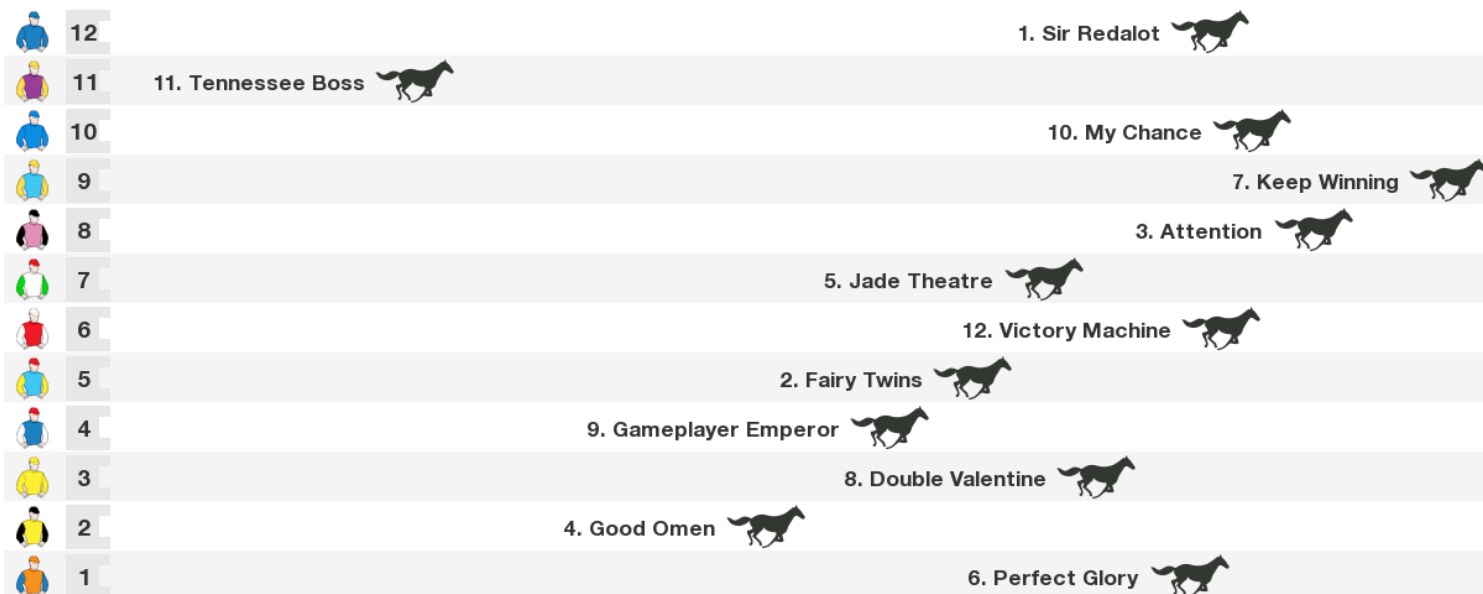 12 1. Sir Redalot
11 11. Tennessee Boss
10 10. My Chance
9 7. Keep Winning
8 3. Attention
7 5. Jade Theatre
6 12. Victory Machine
5 2. Fairy Twins
4 9. Gameplayer Emperor
3 8. Double Valentine
2 4. Good Omen
1 6. Perfect Glory